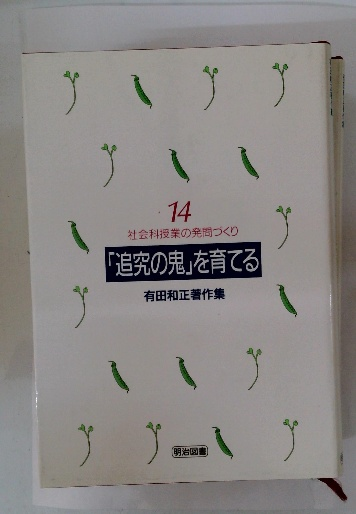 14
社会科授業の発問づくり
「追究の鬼」を育てる
有田和正著作集
明治図書